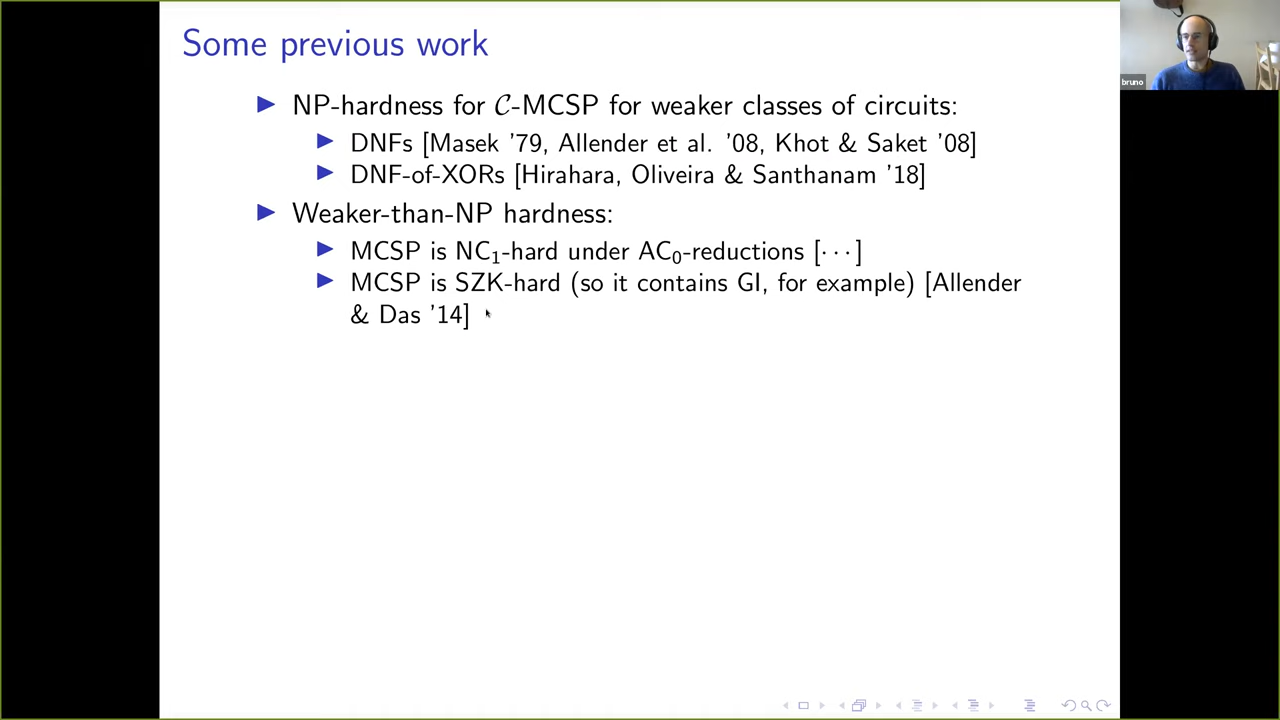 Some previous work
▶ NP-hardness for 𝒞-MCSP for weaker classes of circuits:
▶ DNFs [Masek '79, Allender et al. '08, Khot & Saket '08]
▶ DNF-of-XORs [Hirahara, Oliveira & Santhanam '18]
▶ Weaker-than-NP hardness:
▶ MCSP is NC₁-hard under AC₀-reductions [···]
▶ MCSP is SZK-hard (so it contains GI, for example) [Allender
& Das '14]
bruno